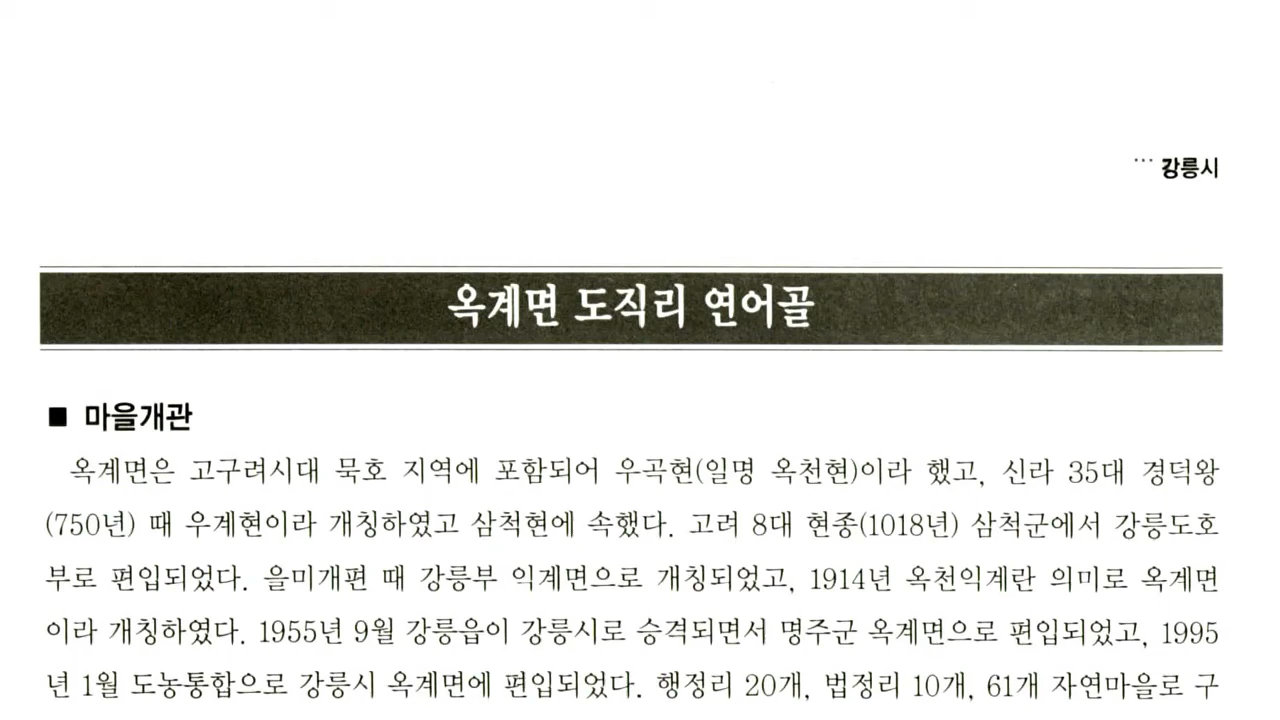 ··· 강릉시
옥계면 도직리 연어골
■ 마을개관
옥계면은 고구려시대 묵호 지역에 포함되어 우곡현(일명 옥천현)이라 했고, 신라 35대 경덕왕
(750년) 때 우계현이라 개칭하였고 삼척현에 속했다. 고려 8대 현종(1018년) 삼척군에서 강릉도호
부로 편입되었다. 을미개편 때 강릉부 익계면으로 개칭되었고, 1914년 옥천익계란 의미로 옥계면
이라 개칭하였다. 1955년 9월 강릉읍이 강릉시로 승격되면서 명주군 옥계면으로 편입되었고, 1995
년 1월 도농통합으로 강릉시 옥계면에 편입되었다. 행정리 20개, 법정리 10개, 61개 자연마을로 구